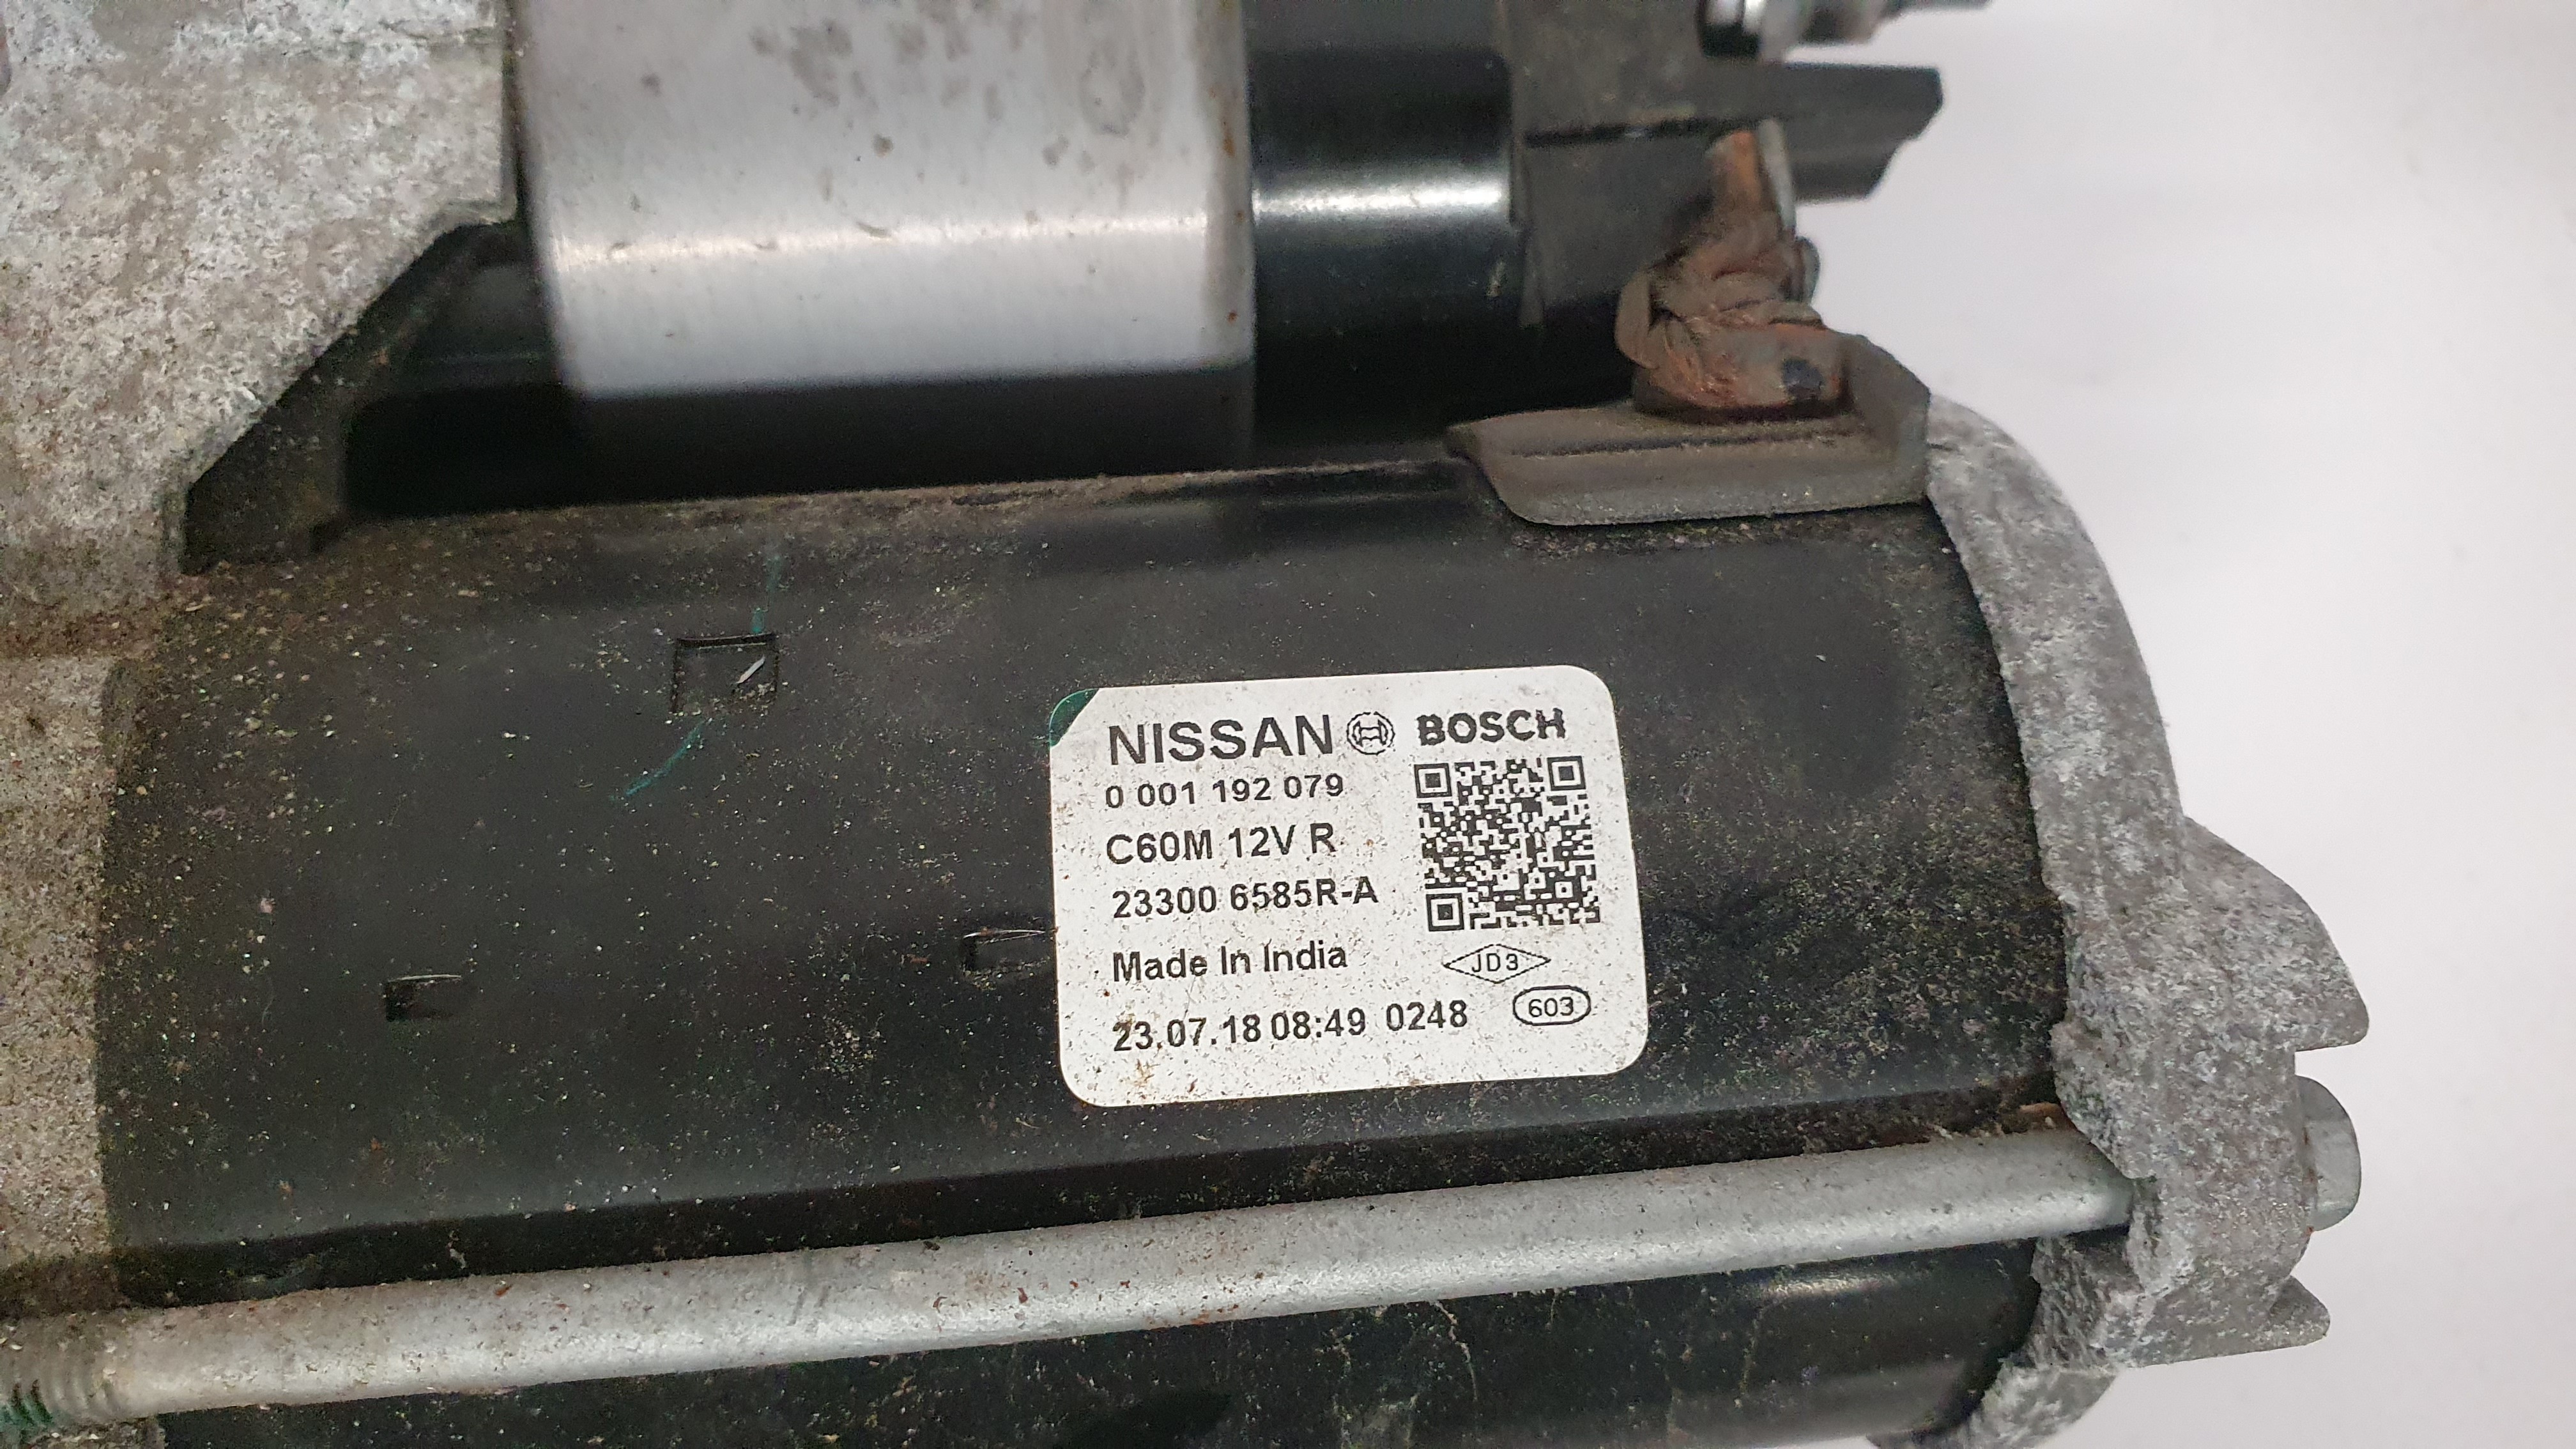 NISSAN BOSCH
0 001 192 079
C60M 12V R
23300 6585R-A
Made In India
JD3
23.07.18 08:49 0248
603